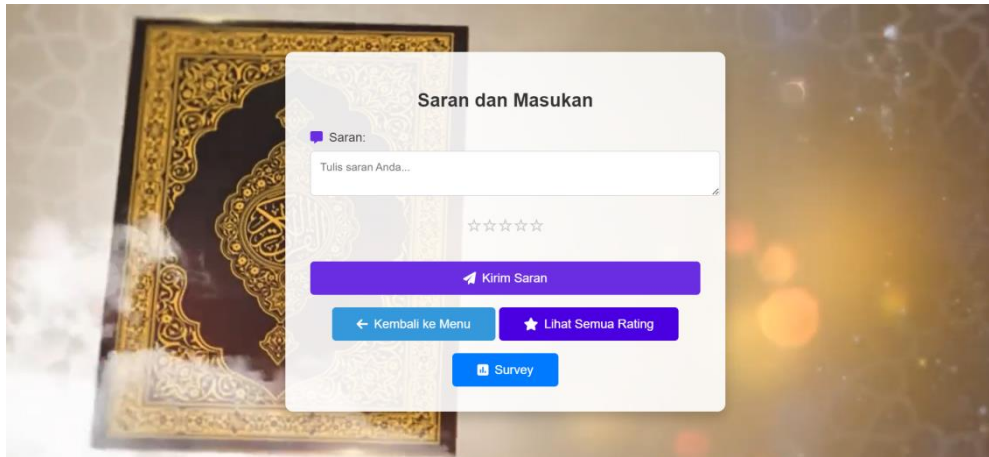 Saran dan Masukan
Saran:
Tulis saran Anda...
Kirim Saran
Kembali ke Menu
Lihat Semua Rating
Survey